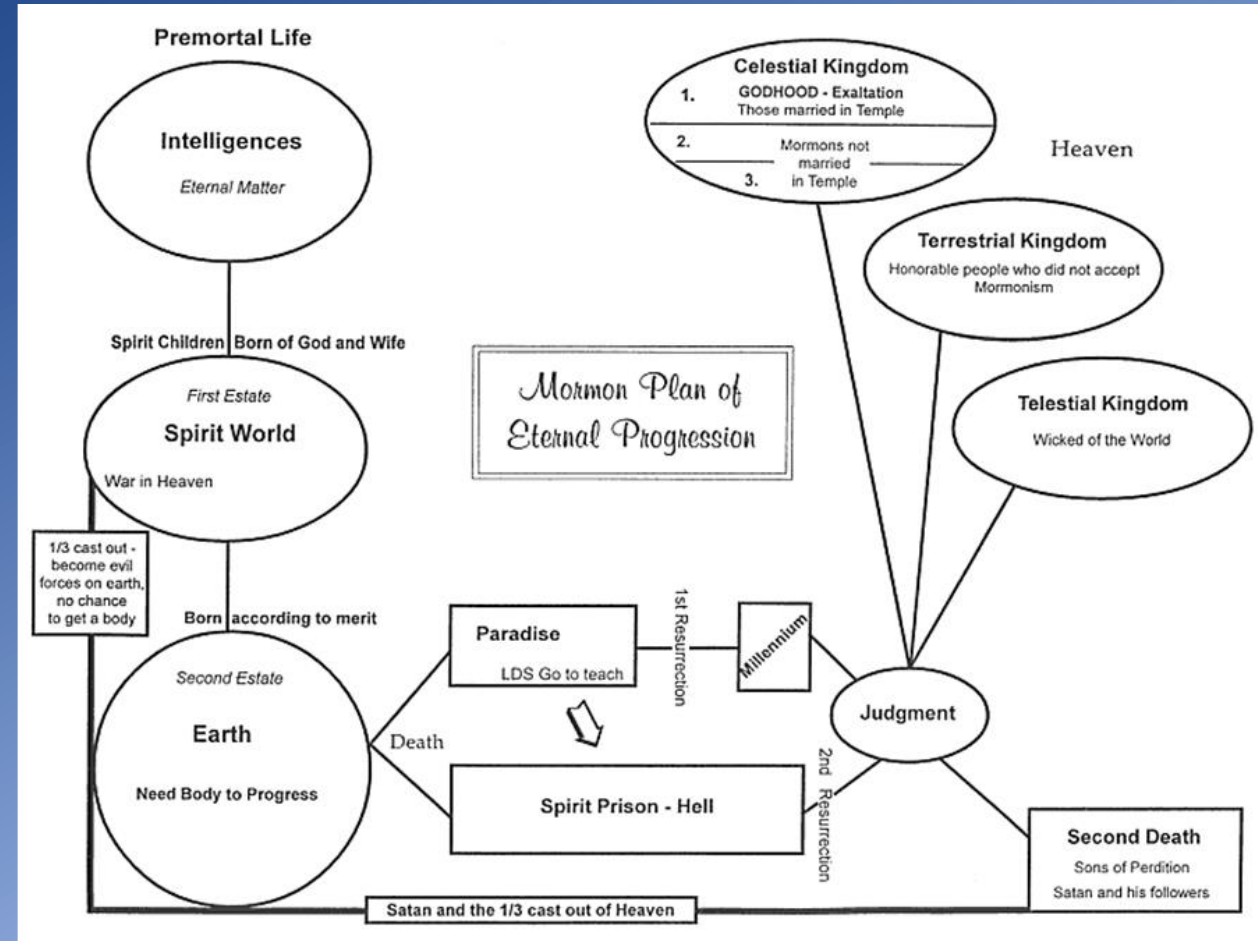 Premortal Life
Intelligences
Eternal Matter
Spirit Children Born of God and Wife
First Estate
Spirit World
War in Heaven
1/3 cast out -
become evil
forces on earth,
no chance
to get a body
Born according to merit
Second Estate
Earth
Need Body to Progress
Mormon Plan of
Eternal Progression
Death
Paradise
LDS Go to teach
1st Resurrection
Millennium
Spirit Prison - Hell
2nd Resurrection
Judgment
Celestial Kingdom
1. GODHOOD - Exaltation
Those married in Temple
2. Mormons not
married
3. in Temple
Heaven
Terrestrial Kingdom
Honorable people who did not accept
Mormonism
Telestial Kingdom
Wicked of the World
Second Death
Sons of Perdition
Satan and his followers
Satan and the 1/3 cast out of Heaven